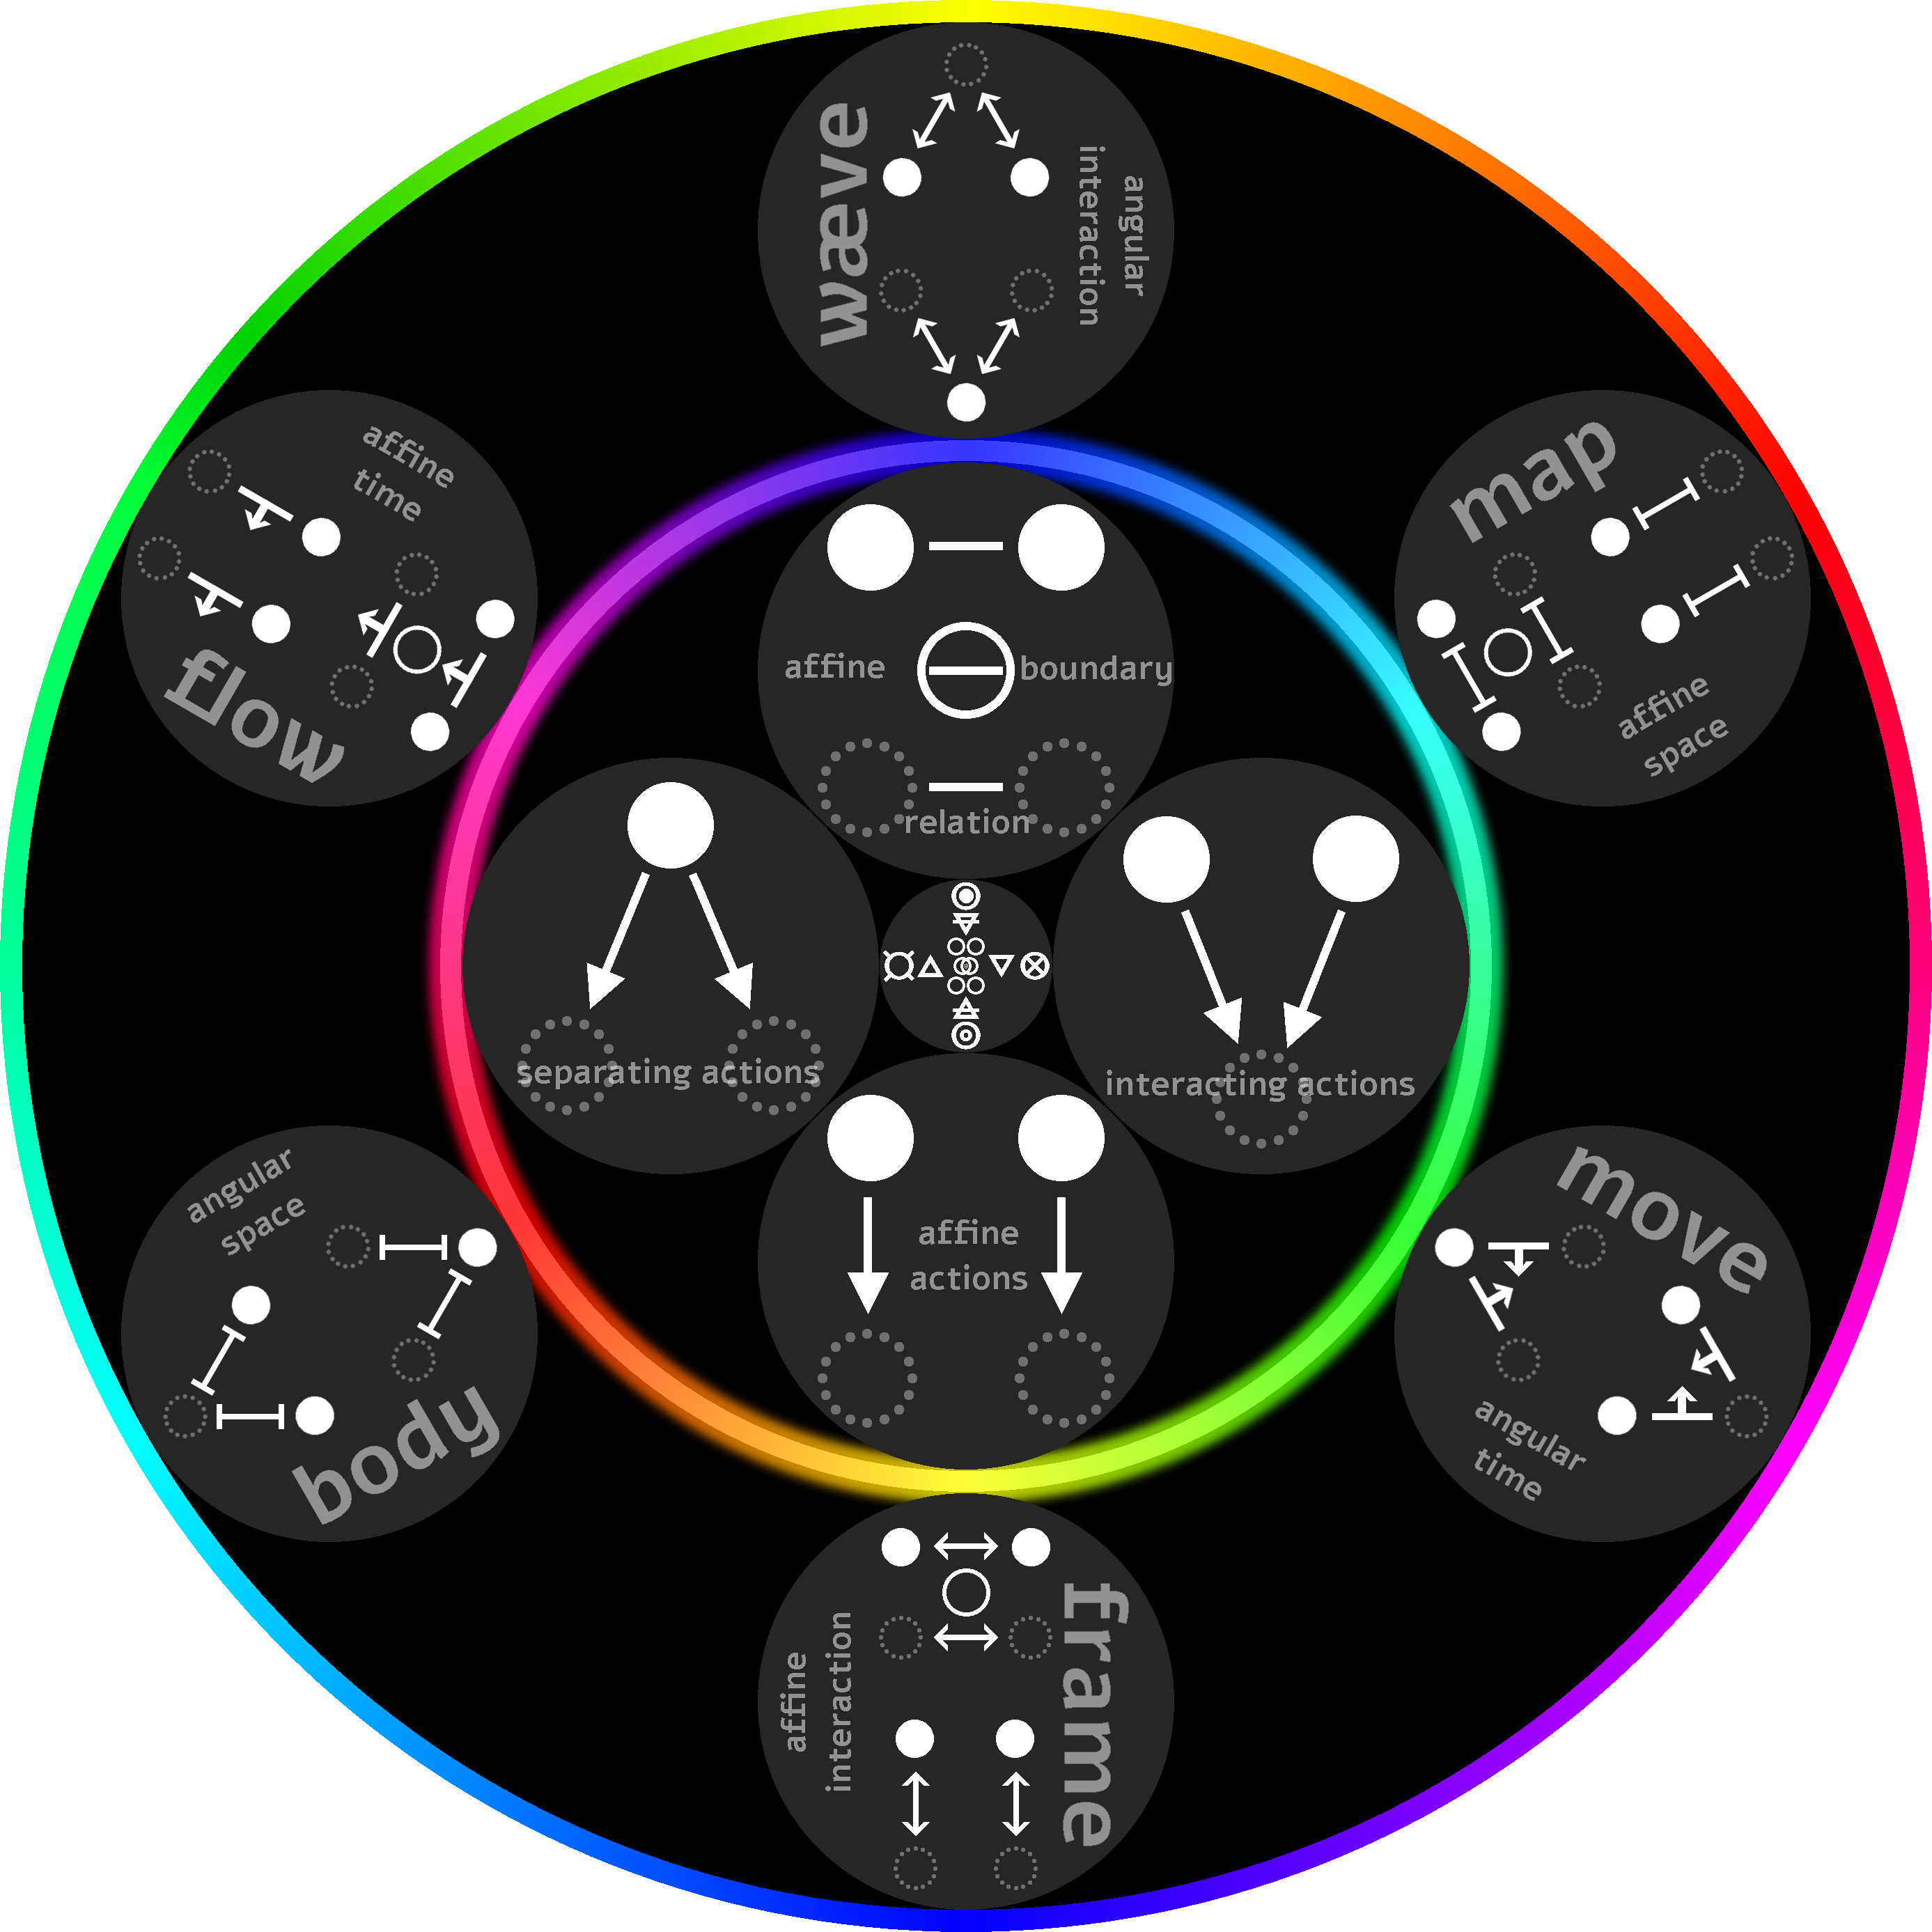 wæve
angular
interaction
affine
time
flow
map
affine
space
affine boundary
relation
separating actions
interacting actions
affine
actions
angular
space
body
move
angular
time
affine
interaction
frame